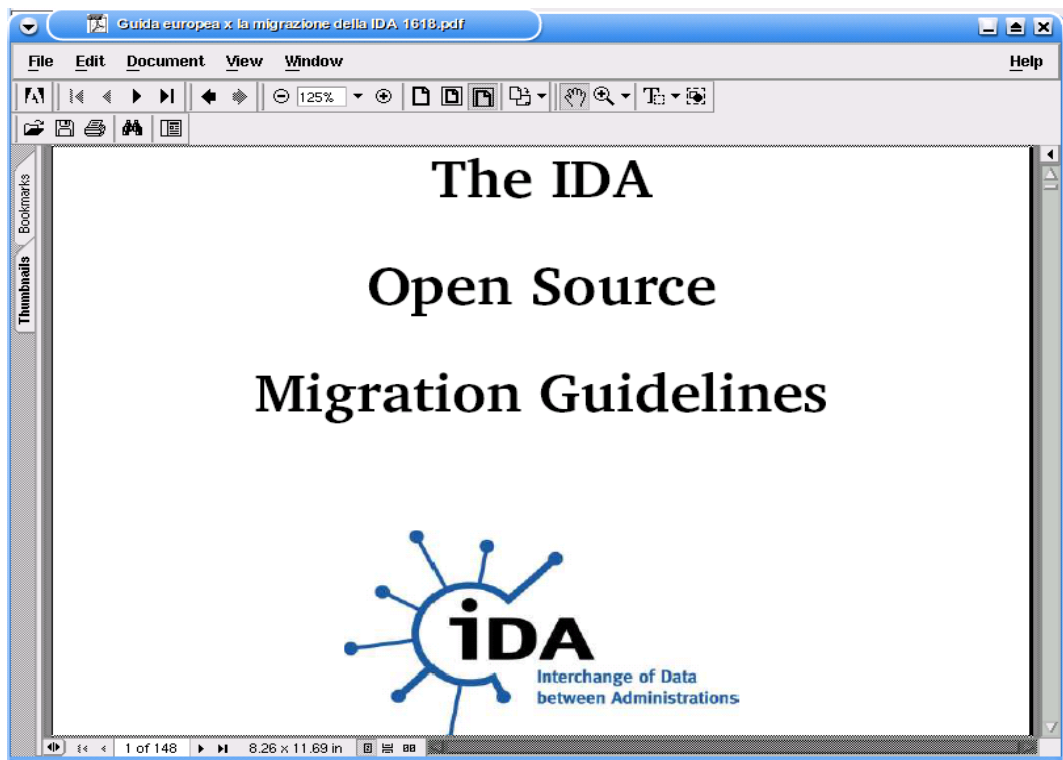 Guida europea x la migrazione della IDA 1618.pdf
File Edit Document View Window Help
125%
Bookmarks
Thumbnails
The IDA
Open Source
Migration Guidelines
iDA
Interchange of Data
between Administrations
1 of 148 8.26 x 11.69 in